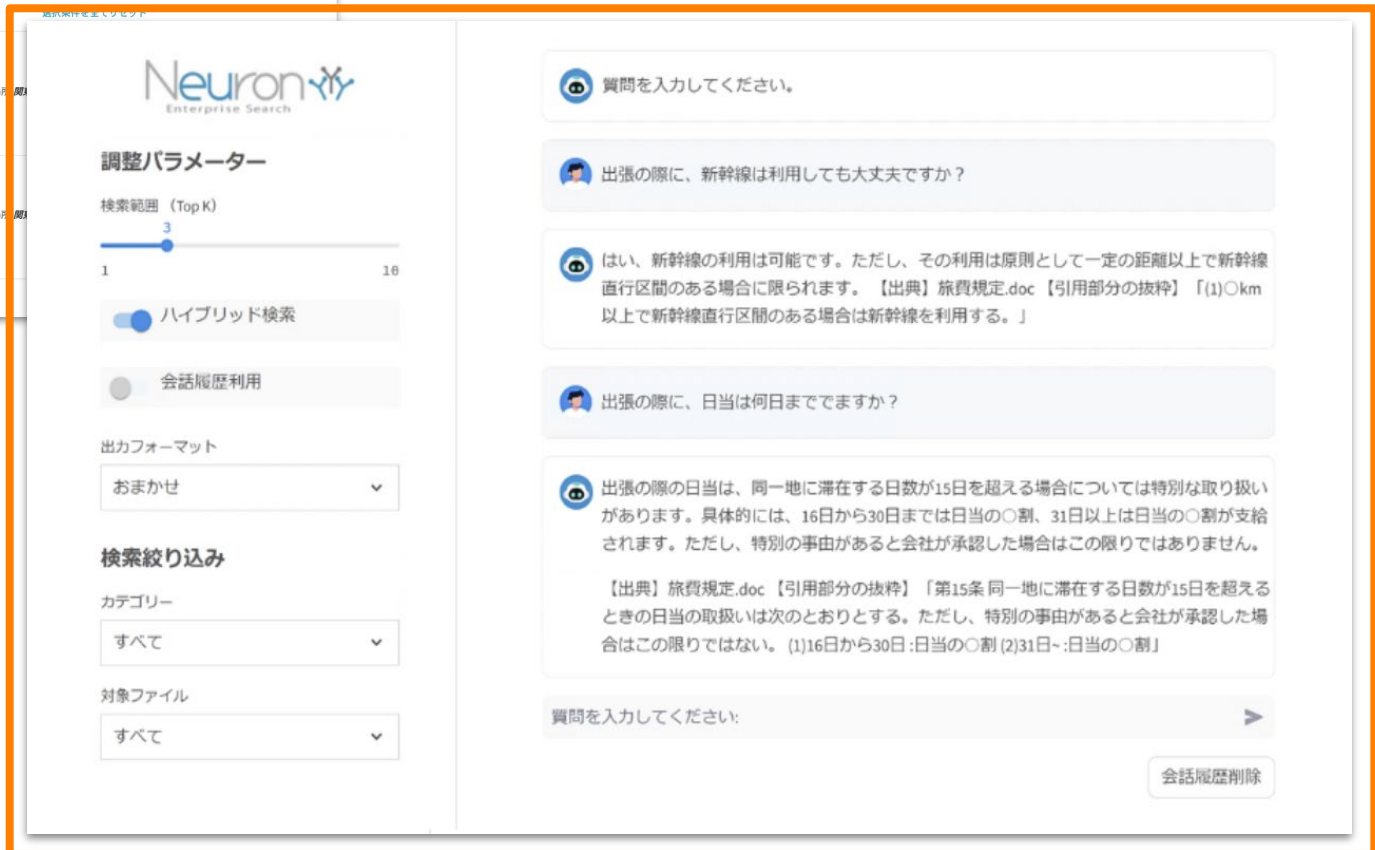 選択条件を全てリセット
Neuron
Enterprise Search
調整パラメーター
検索範囲 (Top K)
3
1
10
ハイブリッド検索
会話履歴利用
出力フォーマット
おまかせ
検索絞り込み
カテゴリー
すべて
対象ファイル
すべて
質問を入力してください。
出張の際に、新幹線は利用しても大丈夫ですか？
はい、新幹線の利用は可能です。ただし、その利用は原則として一定の距離以上で新幹線
直行区間のある場合に限られます。 【出典】旅費規定.doc 【引用部分の抜粋】「(1)○km
以上で新幹線直行区間のある場合は新幹線を利用する。」
出張の際に、日当は何日まででますか？
出張の際の日当は、同一地に滞在する日数が15日を超える場合については特別な取り扱い
があります。具体的には、16日から30日までは日当の○割、31日以上は日当の○割が支給
されます。ただし、特別の事由があると会社が承認した場合はこの限りではありません。
【出典】旅費規定.doc 【引用部分の抜粋】「第15条 同一地に滞在する日数が15日を超える
ときの日当の取扱いは次のとおりとする。ただし、特別の事由があると会社が承認した場
合はこの限りではない。 (1)16日から30日 :日当の○割 (2)31日~ :日当の○割」
質問を入力してください:
会話履歴削除